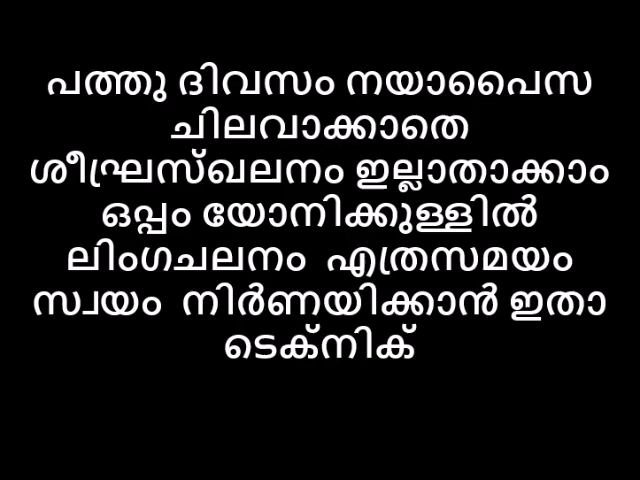 പത്തു ദിവസം നയാപൈസ
ചിലവാക്കാതെ
ശീഘ്രസ്ഖലനം ഇല്ലാതാക്കാം
ഒപ്പം യോനിക്കുള്ളിൽ
ലിംഗചലനം എത്രസമയം
സ്വയം നിർണയിക്കാൻ ഇതാ
ടെക്നിക്